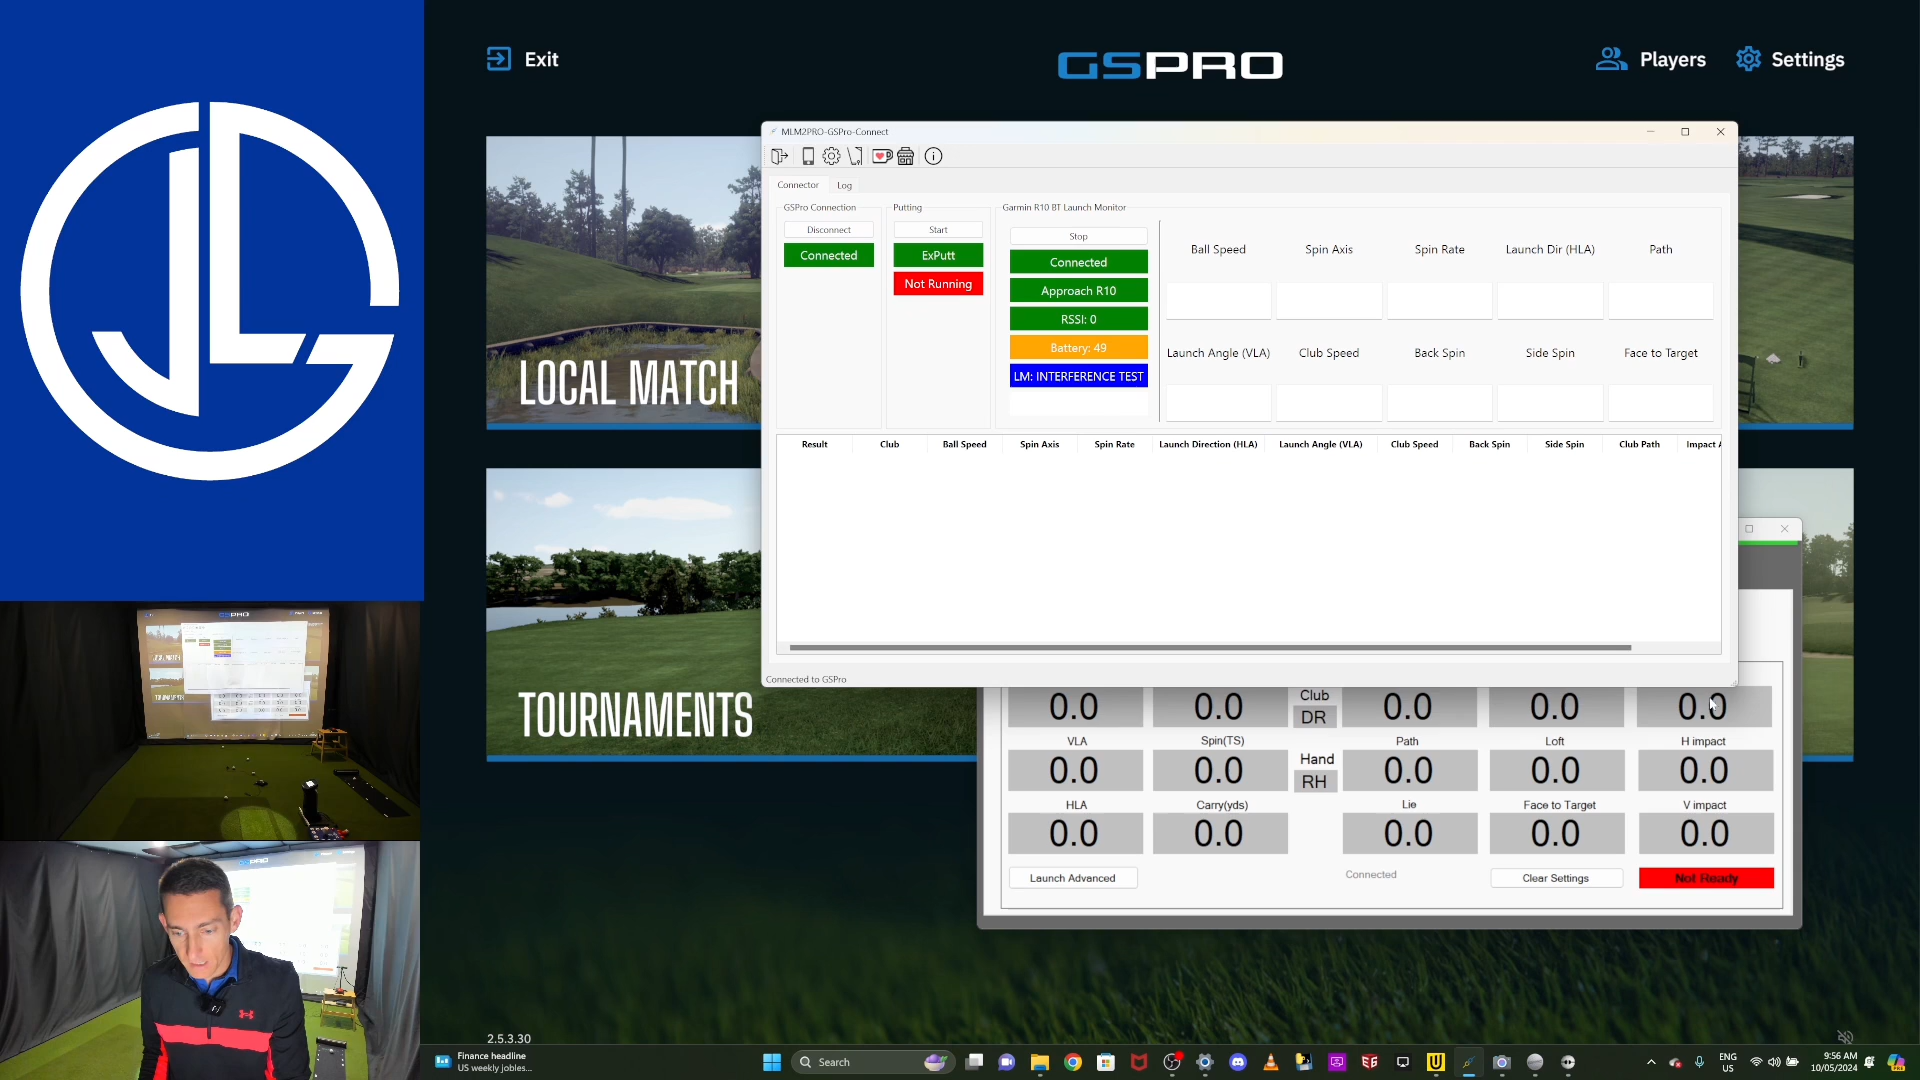 Exit
GSPRO
Players
Settings
MLM2PRO-GSPro-Connect
Connector
Log
GSPro Connection
Disconnect
Connected
Putting
Start
ExPutt
Not Running
Garmin R10 BT Launch Monitor
Stop
Connected
Approach R10
RSSI: 0
Battery: 49
LM: INTERFERENCE TEST
Ball Speed
Spin Axis
Spin Rate
Launch Dir (HLA)
Path
Launch Angle (VLA)
Club Speed
Back Spin
Side Spin
Face to Target
Result
Club
Ball Speed
Spin Axis
Spin Rate
Launch Direction (HLA)
Launch Angle (VLA)
Club Speed
Back Spin
Side Spin
Club Path
Impact A
Connected to GSPro
LOCAL MATCH
TOURNAMENTS
0.0 0.0 Club DR 0.0 0.0 0.0
VLA Spin(TS) Path Loft H impact
0.0 0.0 Hand RH 0.0 0.0 0.0
HLA Carry(yds) Lie Face to Target V impact
0.0 0.0 0.0 0.0 0.0
Launch Advanced
Connected
Clear Settings
Not Ready
2.5.3.30
Finance headline
US weekly jobles...
Search
ENG
US
9:56 AM
10/05/2024
JLG